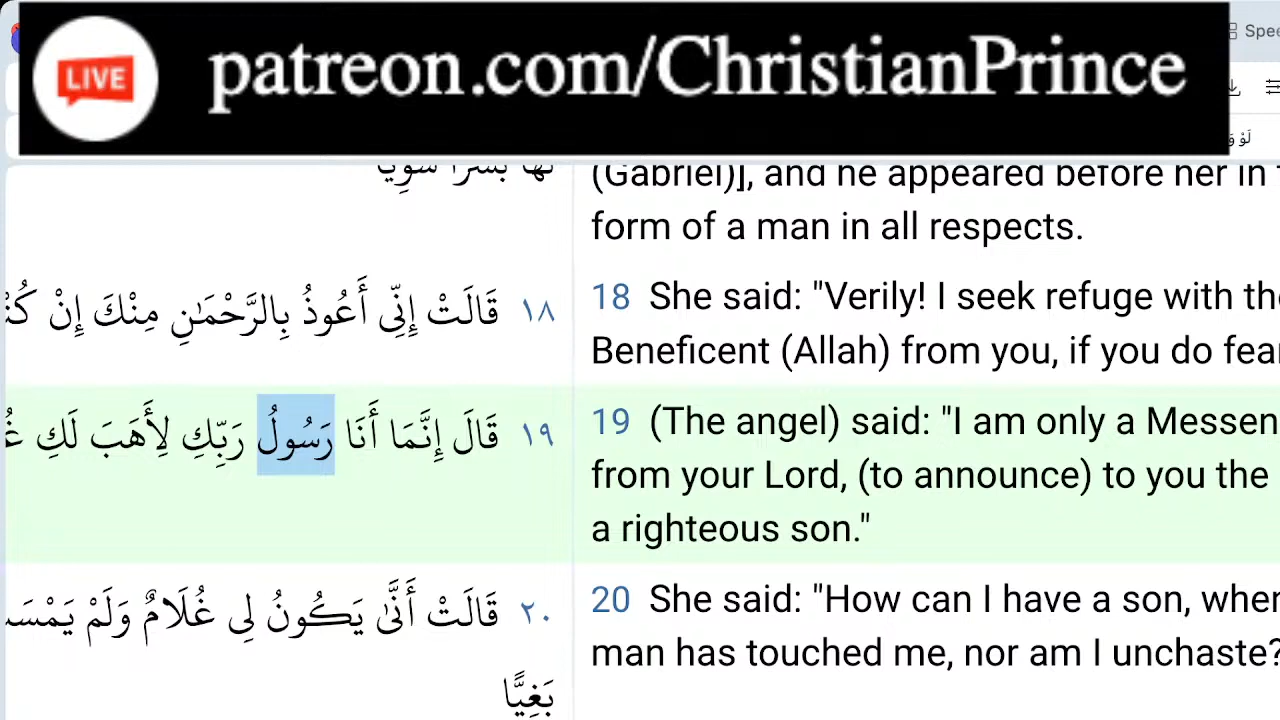 LIVE
patreon.com/ChristianPrince
Spee
لَوْ وَ
لَهَا بَشَرًا سَوِيًّا
(Gabriel)], and he appeared before her in
form of a man in all respects.
١٨ قَالَتْ إِنِّي أَعُوذُ بِالرَّحْمَٰنِ مِنْكَ إِنْ
18 She said: "Verily! I seek refuge with the
Beneficent (Allah) from you, if you do fear
١٩ قَالَ إِنَّمَا أَنَا رَسُولُ رَبِّكِ لِأَهَبَ لَكِ
19 (The angel) said: "I am only a Messen
from your Lord, (to announce) to you the
a righteous son."
٢٠ قَالَتْ أَنَّىٰ يَكُونُ لِي غُلَامٌ وَلَمْ يَمْسَسْ
بَغِيًّا
20 She said: "How can I have a son, when
man has touched me, nor am I unchaste?